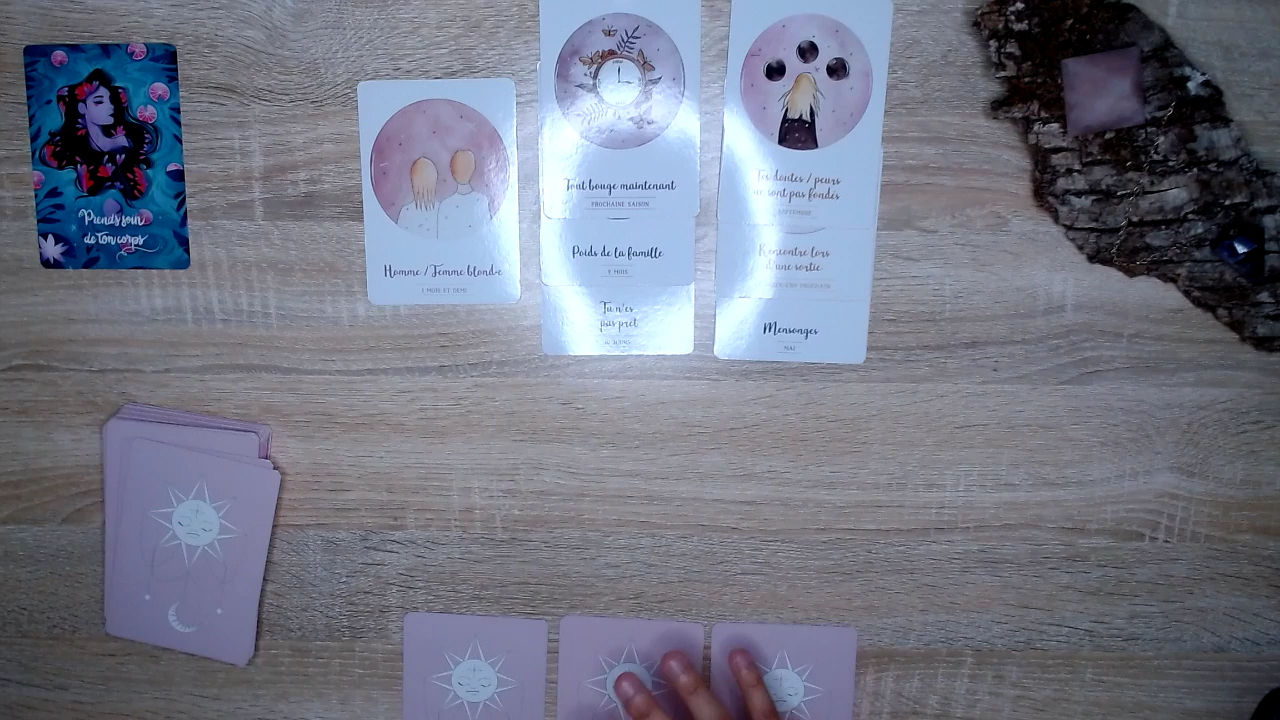 Prends soin
de ton corps
Homme / Femme blond·e
1 MOIS ET DEMI
Tout bouge maintenant
PROCHAINE SAISON
Poids de la famille
9 MOIS
Tu n'es
pas prêt
Tes doutes / peurs
ne sont pas fondés
SEPTEMBRE
Rencontre lors
d'une sortie
Mensonges
MAI